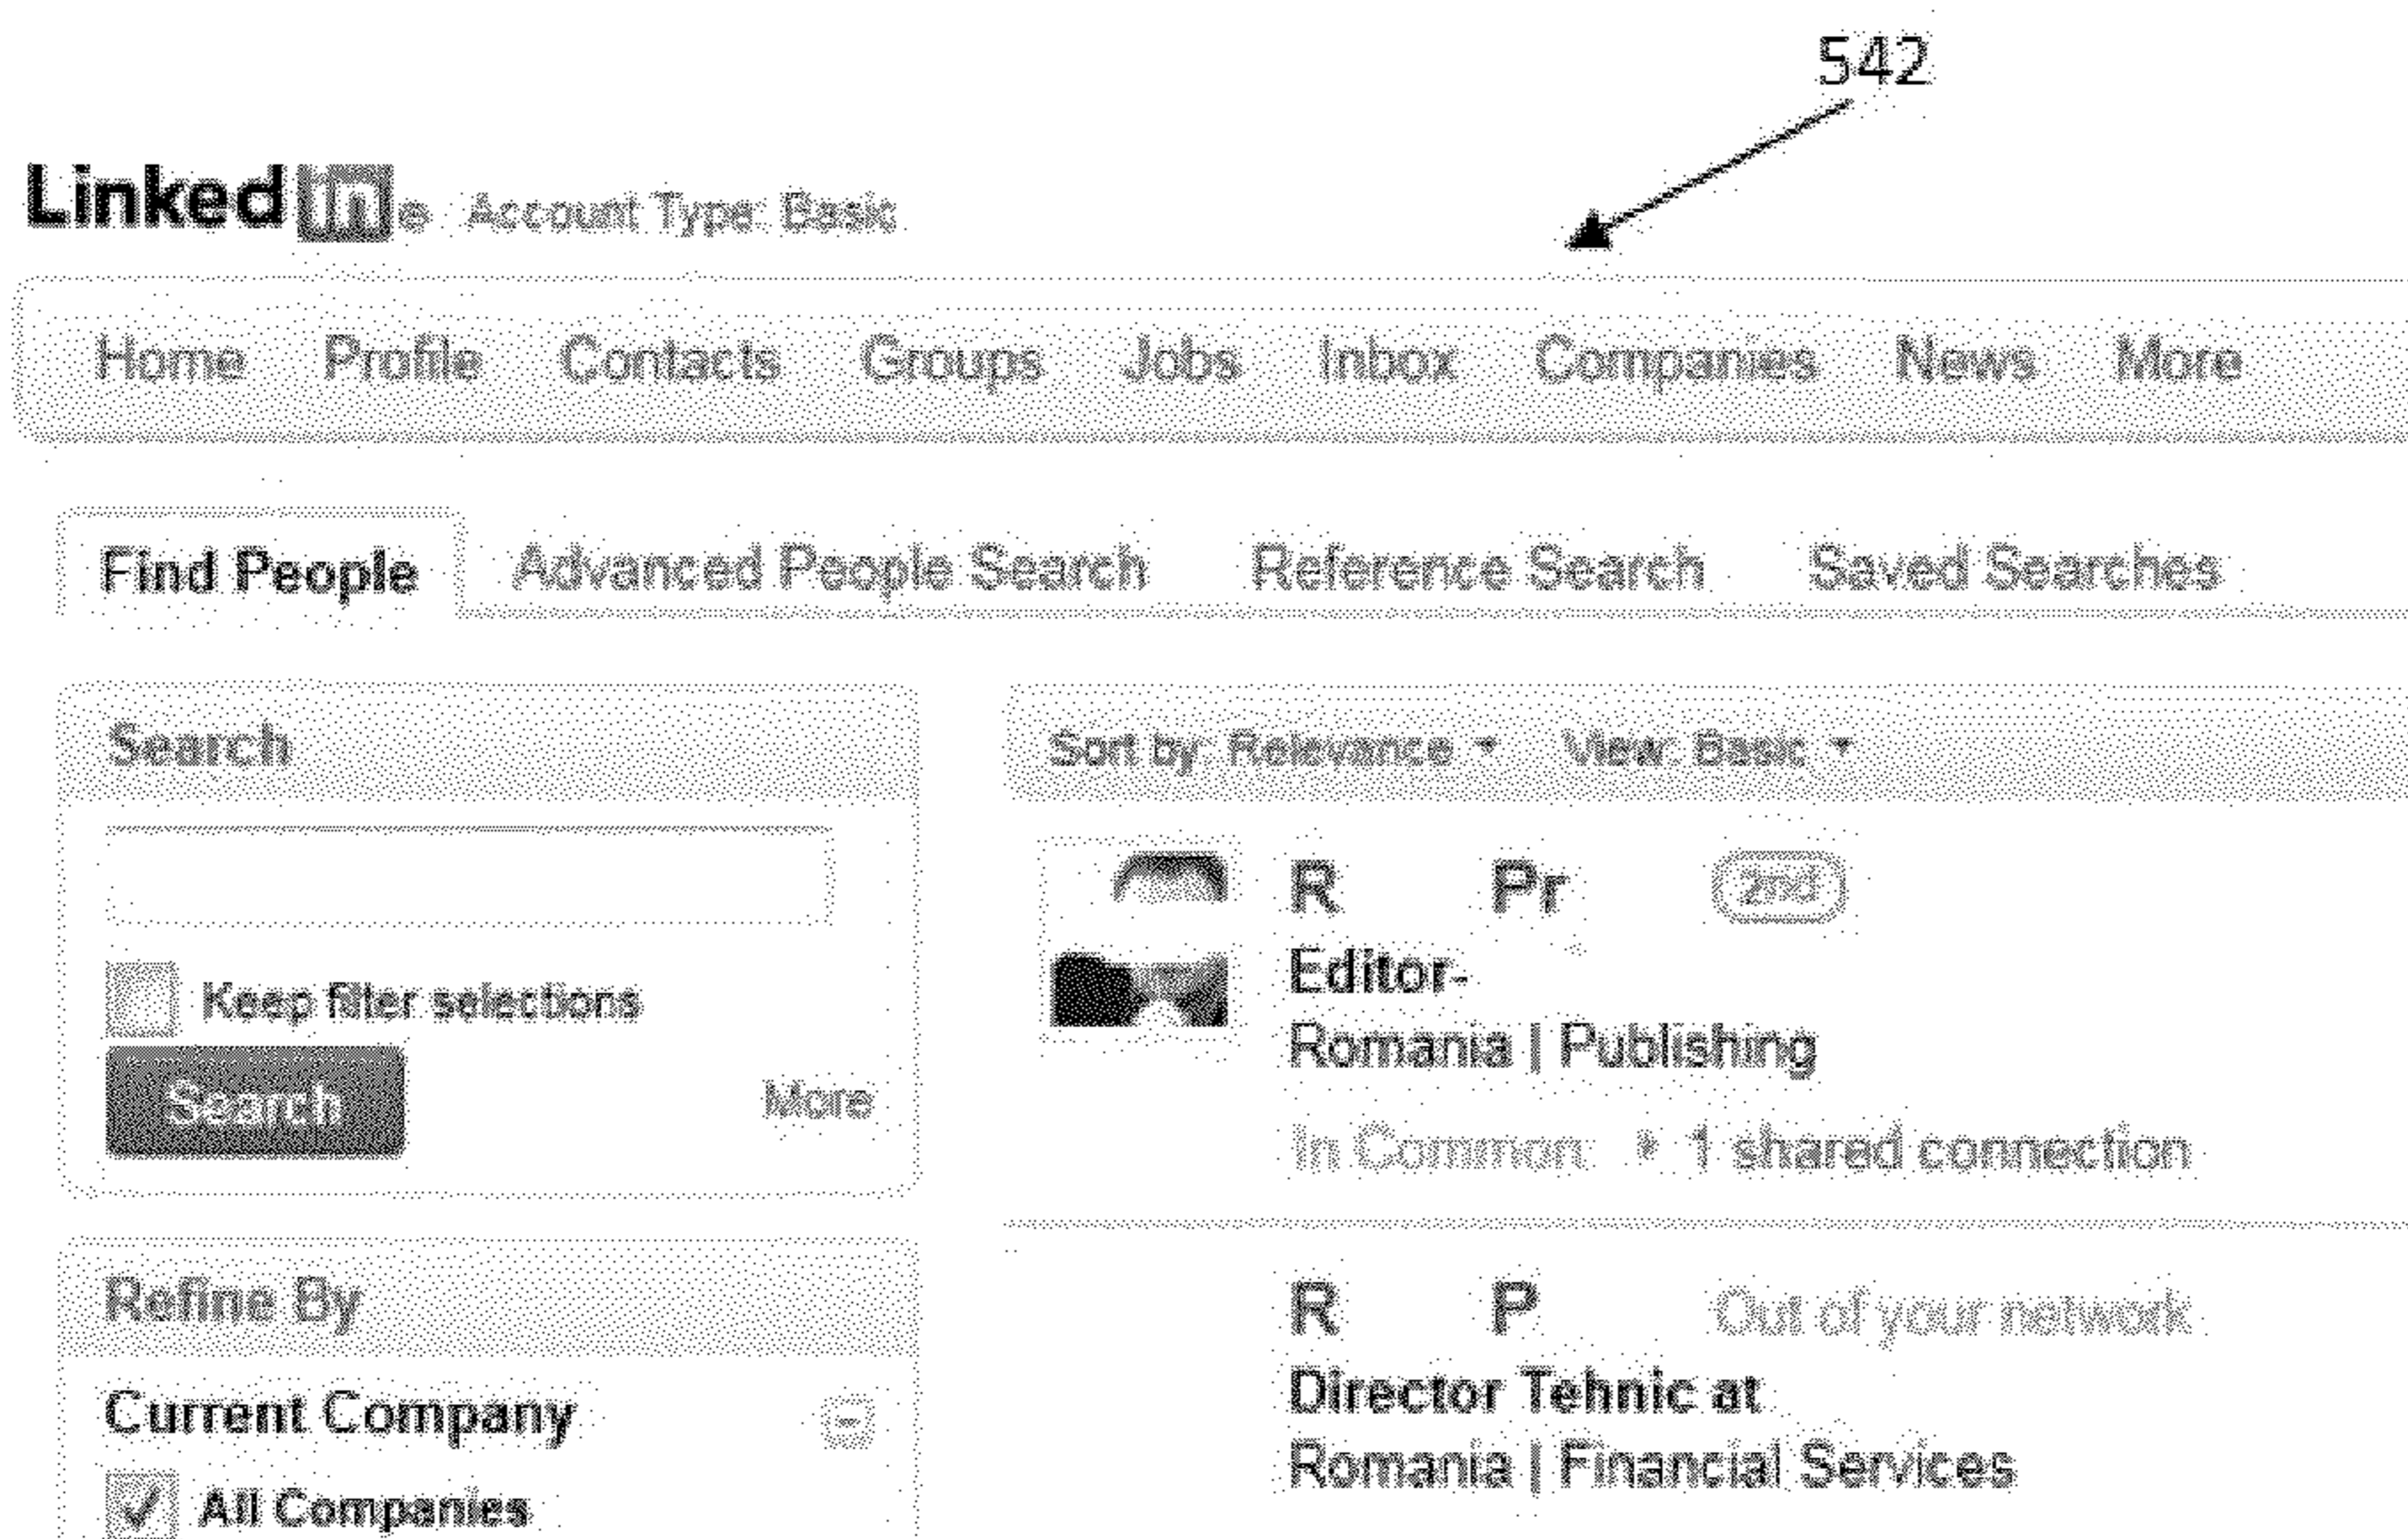 542
Linked in Account Type: Basic
Home Profile Contacts Groups Jobs Inbox Companies News More
Find People Advanced People Search Reference Search Saved Searches
Search
Keep filter selections
Search More
Refine By
Current Company
All Companies
Sort by: Relevance View: Basic
R Pr 2nd
Editor-
Romania | Publishing
In Common: 1 shared connection
R P Out of your network
Director Tehnic at
Romania | Financial Services